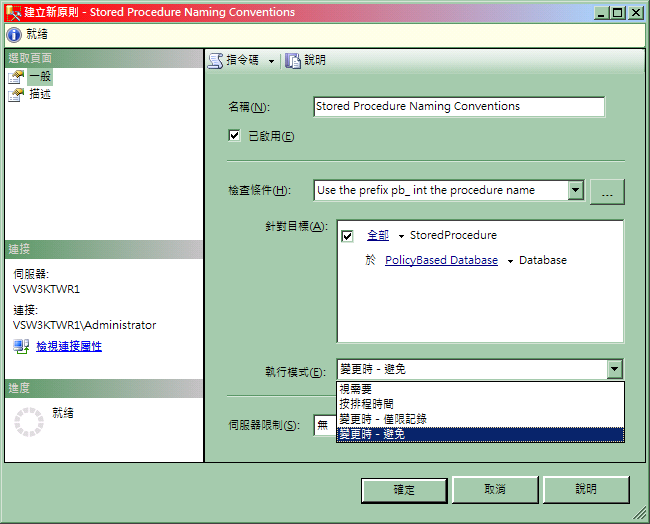 建立新原則 - Stored Procedure Naming Conventions
就绪
選取頁面
一般
描述
指令碼
說明
名稱(N):
Stored Procedure Naming Conventions
已啟用(E)
檢查條件(H):
Use the prefix pb_ int the procedure name
...
針對目標(A):
全部 StoredProcedure
於 PolicyBased Database Database
連接
伺服器:
VSW3KTWR1
連接:
VSW3KTWR1\Administrator
檢視連接屬性
進度
就绪
執行模式(E):
變更時 - 避免
視需要
按排程時間
變更時 - 僅限記錄
變更時 - 避免
伺服器限制(S):
無
確定
取消
說明